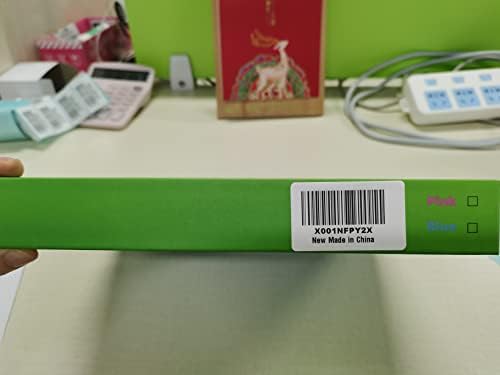 X001NFPY2X
New Made in China
Pink
Blue